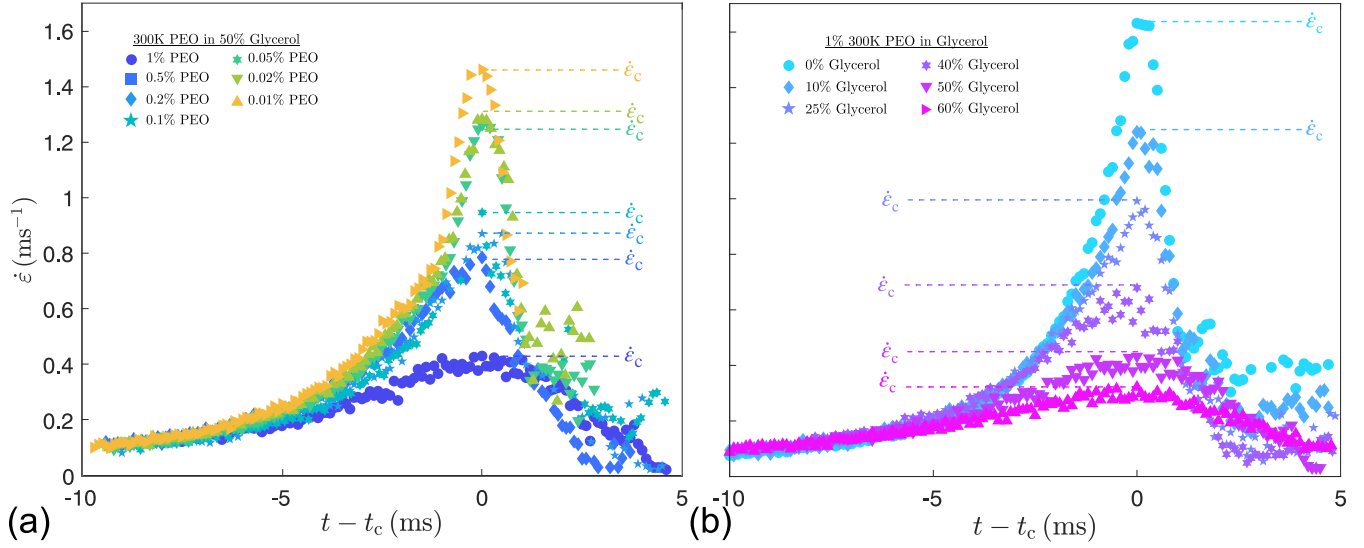 300K PEO in 50% Glycerol
1% PEO
0.5% PEO
0.2% PEO
0.1% PEO
0.05% PEO
0.02% PEO
0.01% PEO
ε̇c
ε̇c
ε̇c
ε̇c
ε̇c
ε̇c
ε̇c
1.6
1.4
1.2
1
0.8
0.6
0.4
0.2
0
ε̇ (ms⁻¹)
-10
-5
0
5
t − tc (ms)
(a)
1% 300K PEO in Glycerol
0% Glycerol
10% Glycerol
25% Glycerol
40% Glycerol
50% Glycerol
60% Glycerol
ε̇c
ε̇c
ε̇c
ε̇c
ε̇c
ε̇c
-10
-5
0
5
t − tc (ms)
(b)